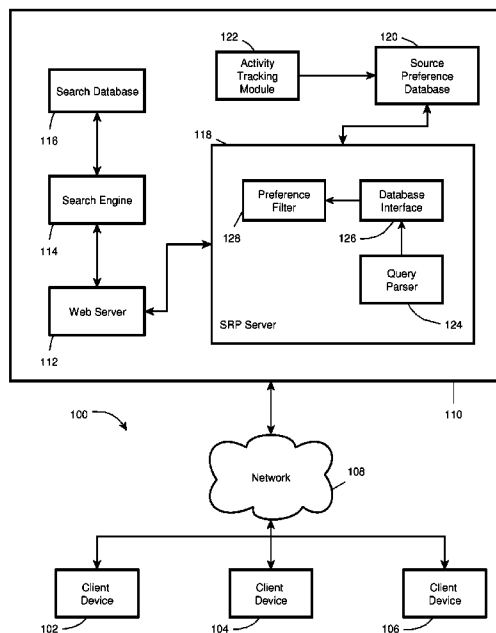 122
120
Activity
Tracking
Module
Source
Preference
Database
Search Database
116
118
Search Engine
114
Preference
Filter
128
Database
Interface
126
Query
Parser
124
Web Server
112
SRP Server
100
110
Network
108
Client
Device
102
Client
Device
104
Client
Device
106